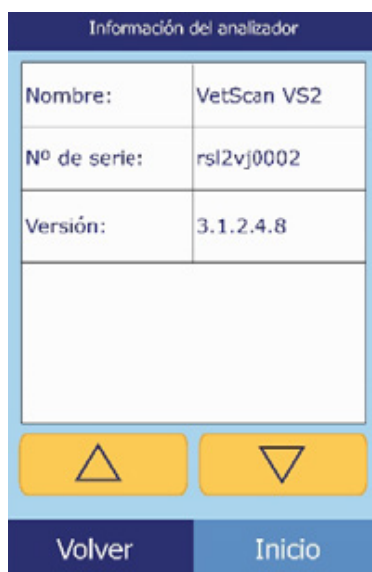 Información del analizador
Nombre: VetScan VS2
Nº de serie: rsl2vj0002
Versión: 3.1.2.4.8
Volver Inicio